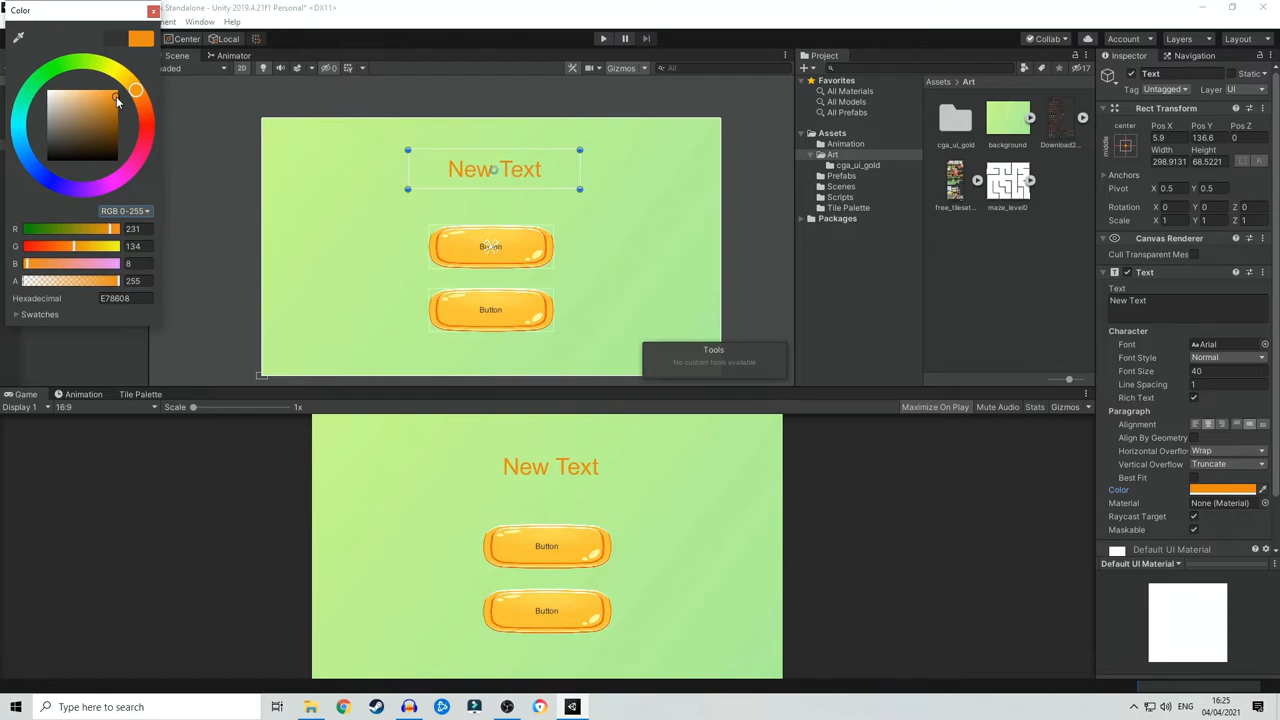 Color
Standalone - Unity 2019.4.21f1 Personal* <DX11>
Window Help
Center Local
Collab Account Layers Layout
Scene Animator
2D 0 Gizmos All
RGB 0-255
R 231
G 134
B 8
A 255
Hexadecimal E78608
Swatches
New Text
Button
Button
Tools
No custom tools available
Project
17
Favorites
All Materials
All Models
All Prefabs
Assets
Animation
Art
cga_ui_gold
Prefabs
Scenes
Scripts
Tile Palette
Packages
Assets > Art
cga_ui_gold background Download2...
free_tileset... maze_level0
Inspector Navigation
Text Static
Tag Untagged Layer UI
Rect Transform
center Pos X Pos Y Pos Z
5.9 136.6 0
Width Height
298.9131 68.5221
R
Anchors
Pivot X 0.5 Y 0.5
Rotation X 0 Y 0 Z 0
Scale X 1 Y 1 Z 1
Canvas Renderer
Cull Transparent Mes
Text
Text
New Text
Character
Font Arial
Font Style Normal
Font Size 40
Line Spacing 1
Rich Text
Paragraph
Alignment
Align By Geometry
Horizontal Overflo Wrap
Vertical Overflow Truncate
Best Fit
Color
Material None (Material)
Raycast Target
Maskable
Default UI Material
Default UI Material
Game Animation Tile Palette
Display 1 16:9 Scale 1x Maximize On Play Mute Audio Stats Gizmos
New Text
Button
Button
Type here to search
16:25
04/04/2021